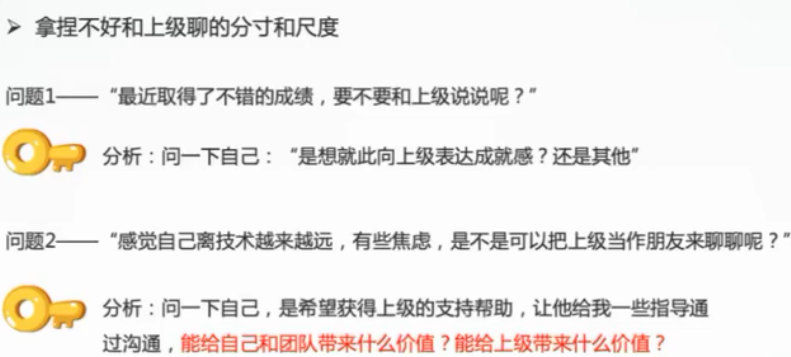 ➢ 拿捏不好和上级聊的分寸和尺度
问题1——“最近取得了不错的成绩，要不要和上级说说呢？”
分析：问一下自己：“是想就此向上级表达成就感？还是其他”
问题2——“感觉自己离技术越来越远，有些焦虑，是不是可以把上级当作朋友来聊聊呢？”
分析：问一下自己，是希望获得上级的支持帮助，让他给我一些指导通
过沟通，能给自己和团队带来什么价值？能给上级带来什么价值？